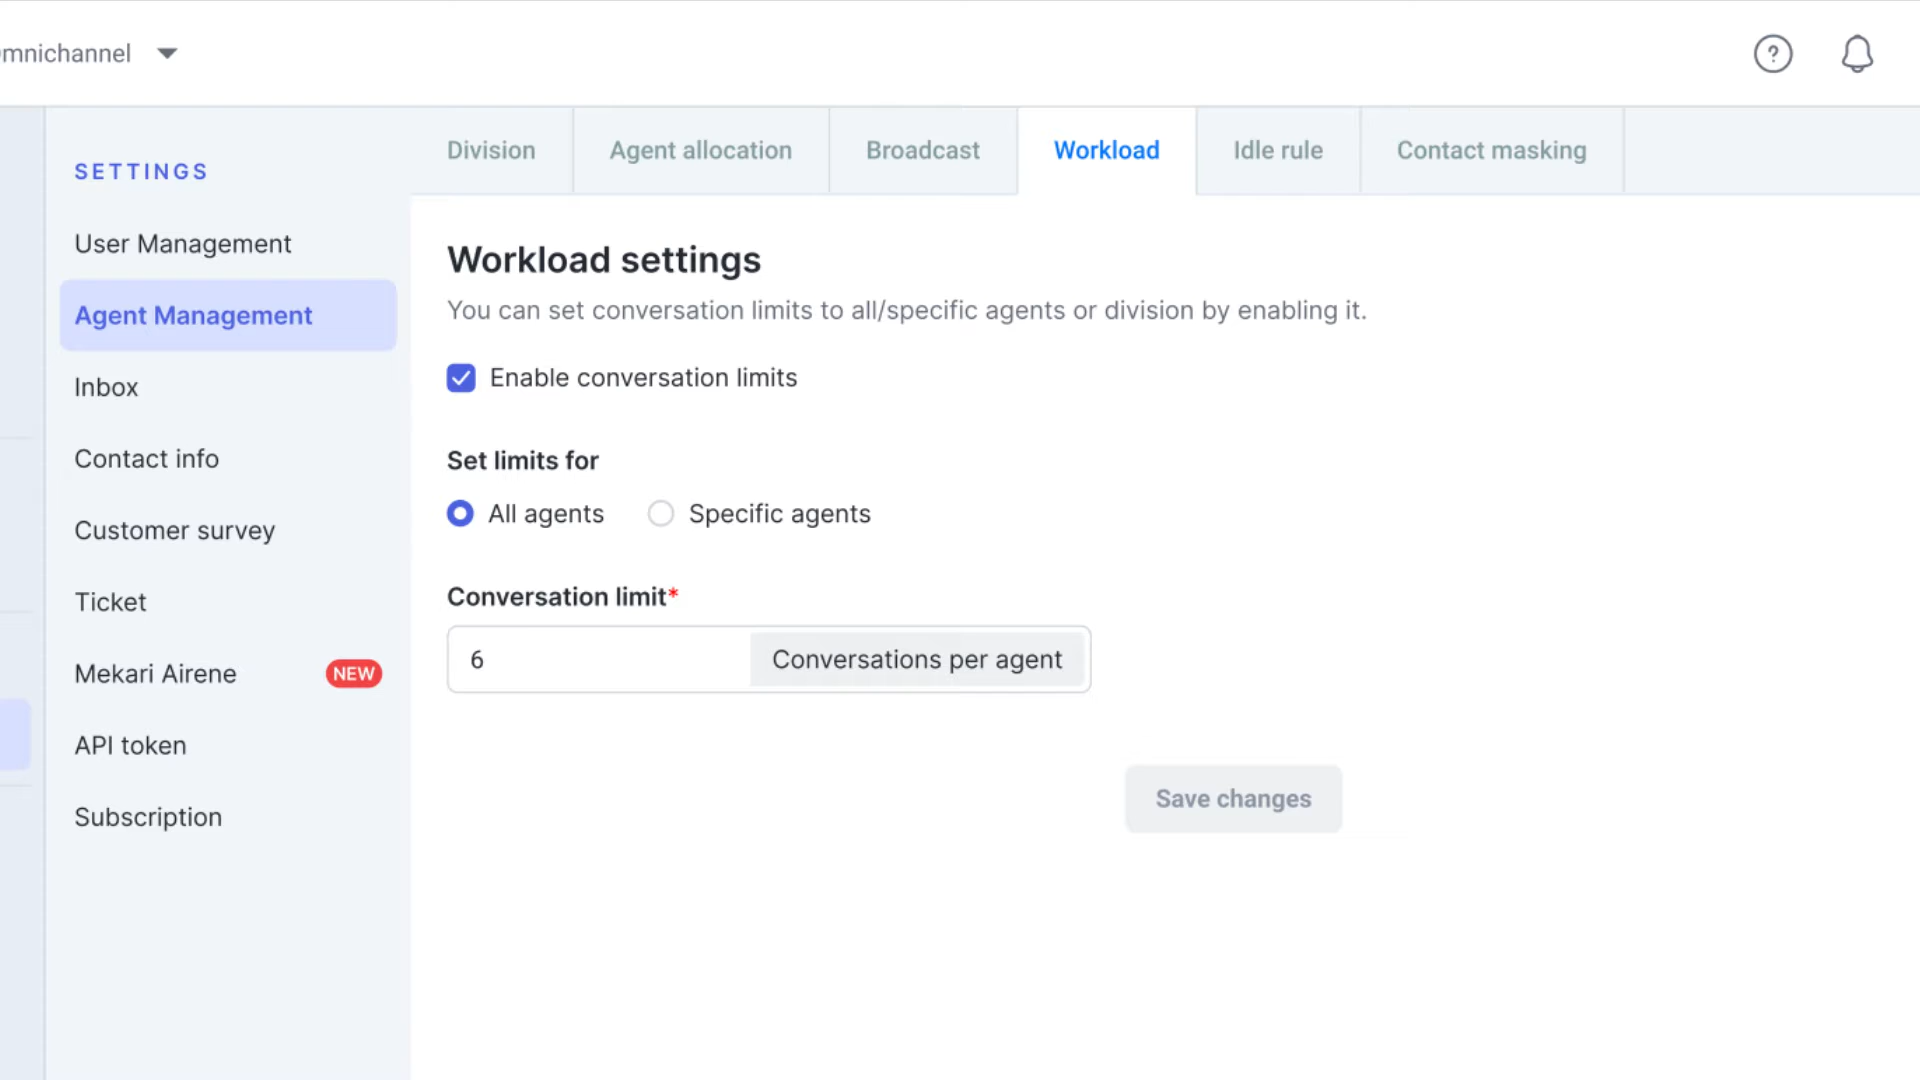 mnichannel
SETTINGS
User Management
Agent Management
Inbox
Contact info
Customer survey
Ticket
Mekari Airene NEW
API token
Subscription
Division Agent allocation Broadcast Workload Idle rule Contact masking
Workload settings
You can set conversation limits to all/specific agents or division by enabling it.
Enable conversation limits
Set limits for
All agents Specific agents
Conversation limit*
6 Conversations per agent
Save changes